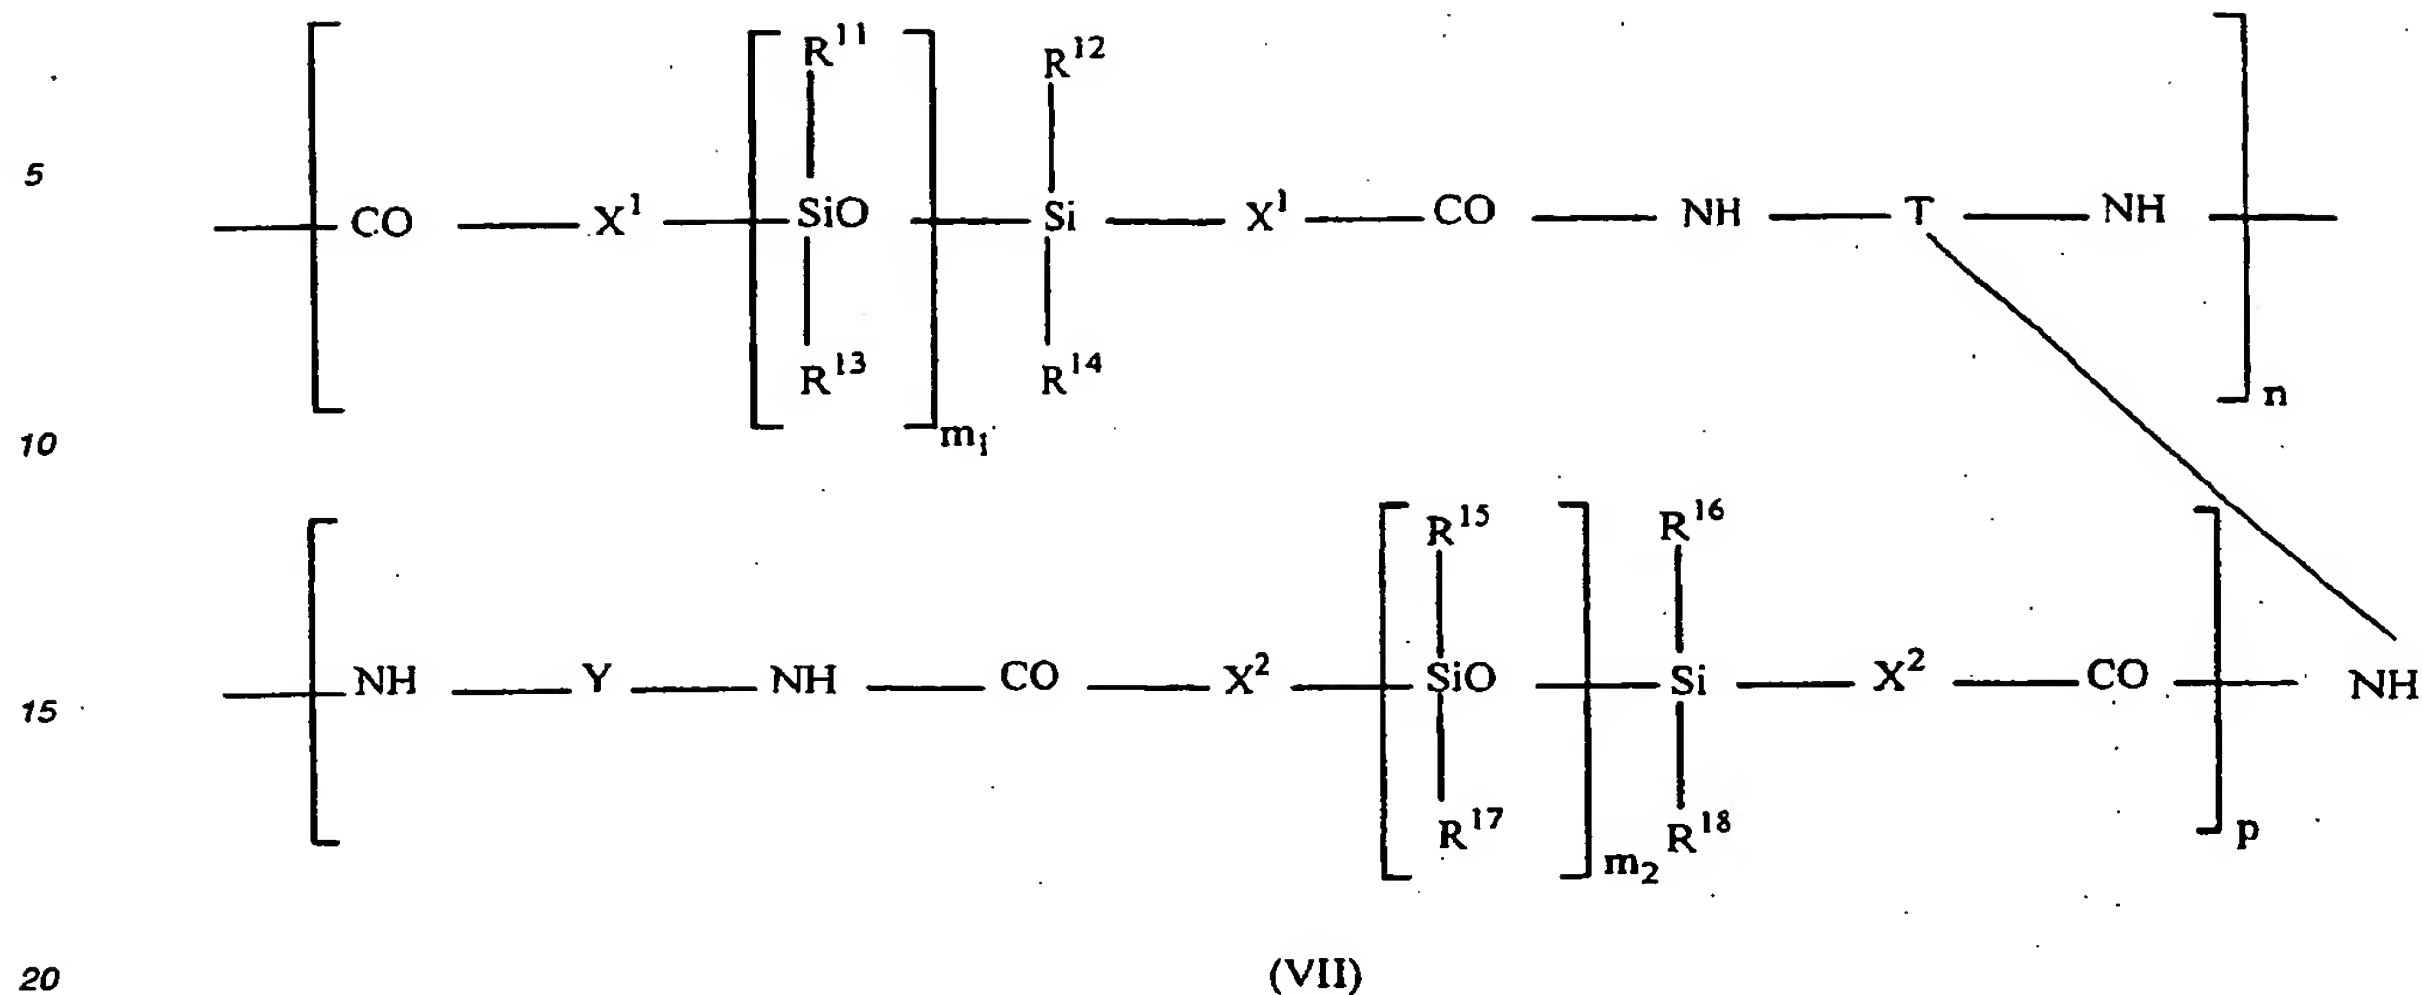 R¹¹ R¹²
5
CO X¹ SiO Si X¹ CO NH T NH
R¹³ R¹⁴
n
10
m₁
R¹⁵ R¹⁶
NH Y NH CO X² SiO Si X² CO NH
15
R¹⁷ R¹⁸
p
m₂
20
(VII)